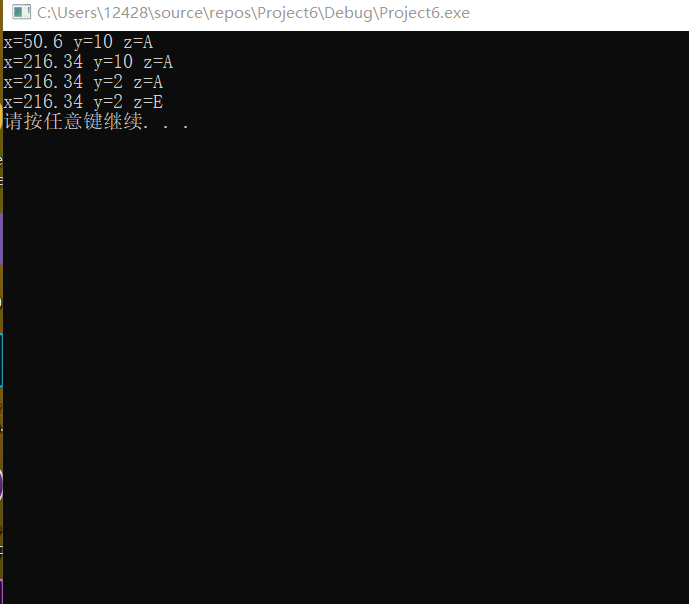 C:\Users\12428\source\repos\Project6\Debug\Project6.exe
x=50.6 y=10 z=A
x=216.34 y=10 z=A
x=216.34 y=2 z=A
x=216.34 y=2 z=E
请按任意键继续. . .